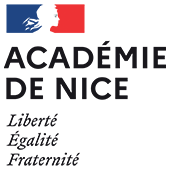 ACADÉMIE
DE NICE
Liberté
Égalité
Fraternité